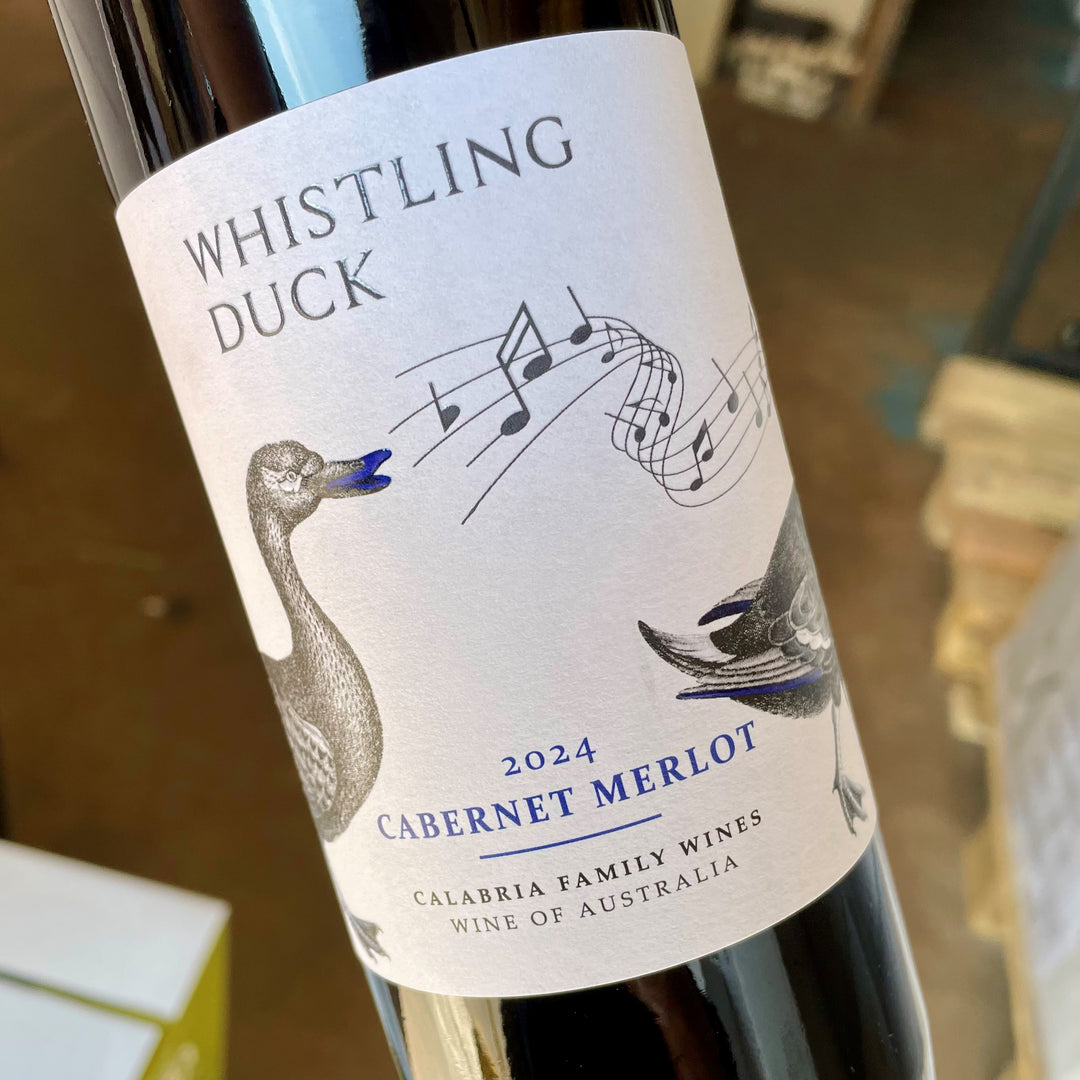 WHISTLING
DUCK
2024
CABERNET MERLOT
CALABRIA FAMILY WINES
WINE OF AUSTRALIA